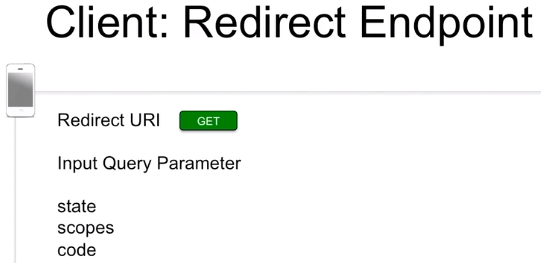 Client: Redirect Endpoint
Redirect URI GET
Input Query Parameter
state
scopes
code